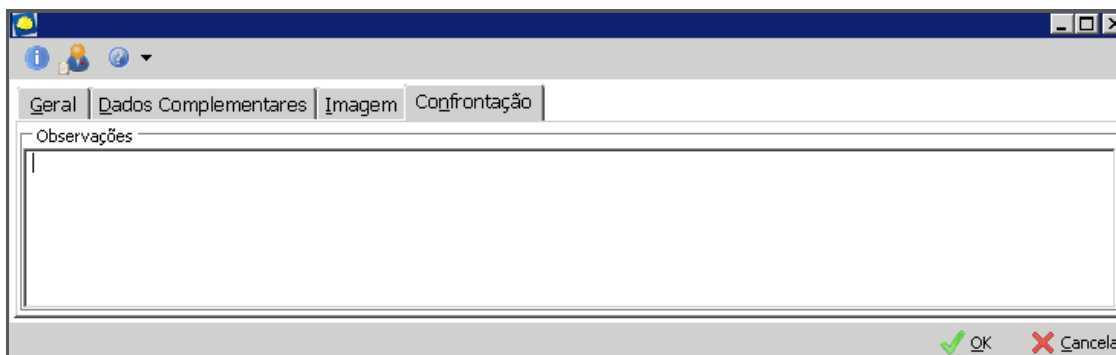 Geral Dados Complementares Imagem Confrontação
Observações
OK Cancela